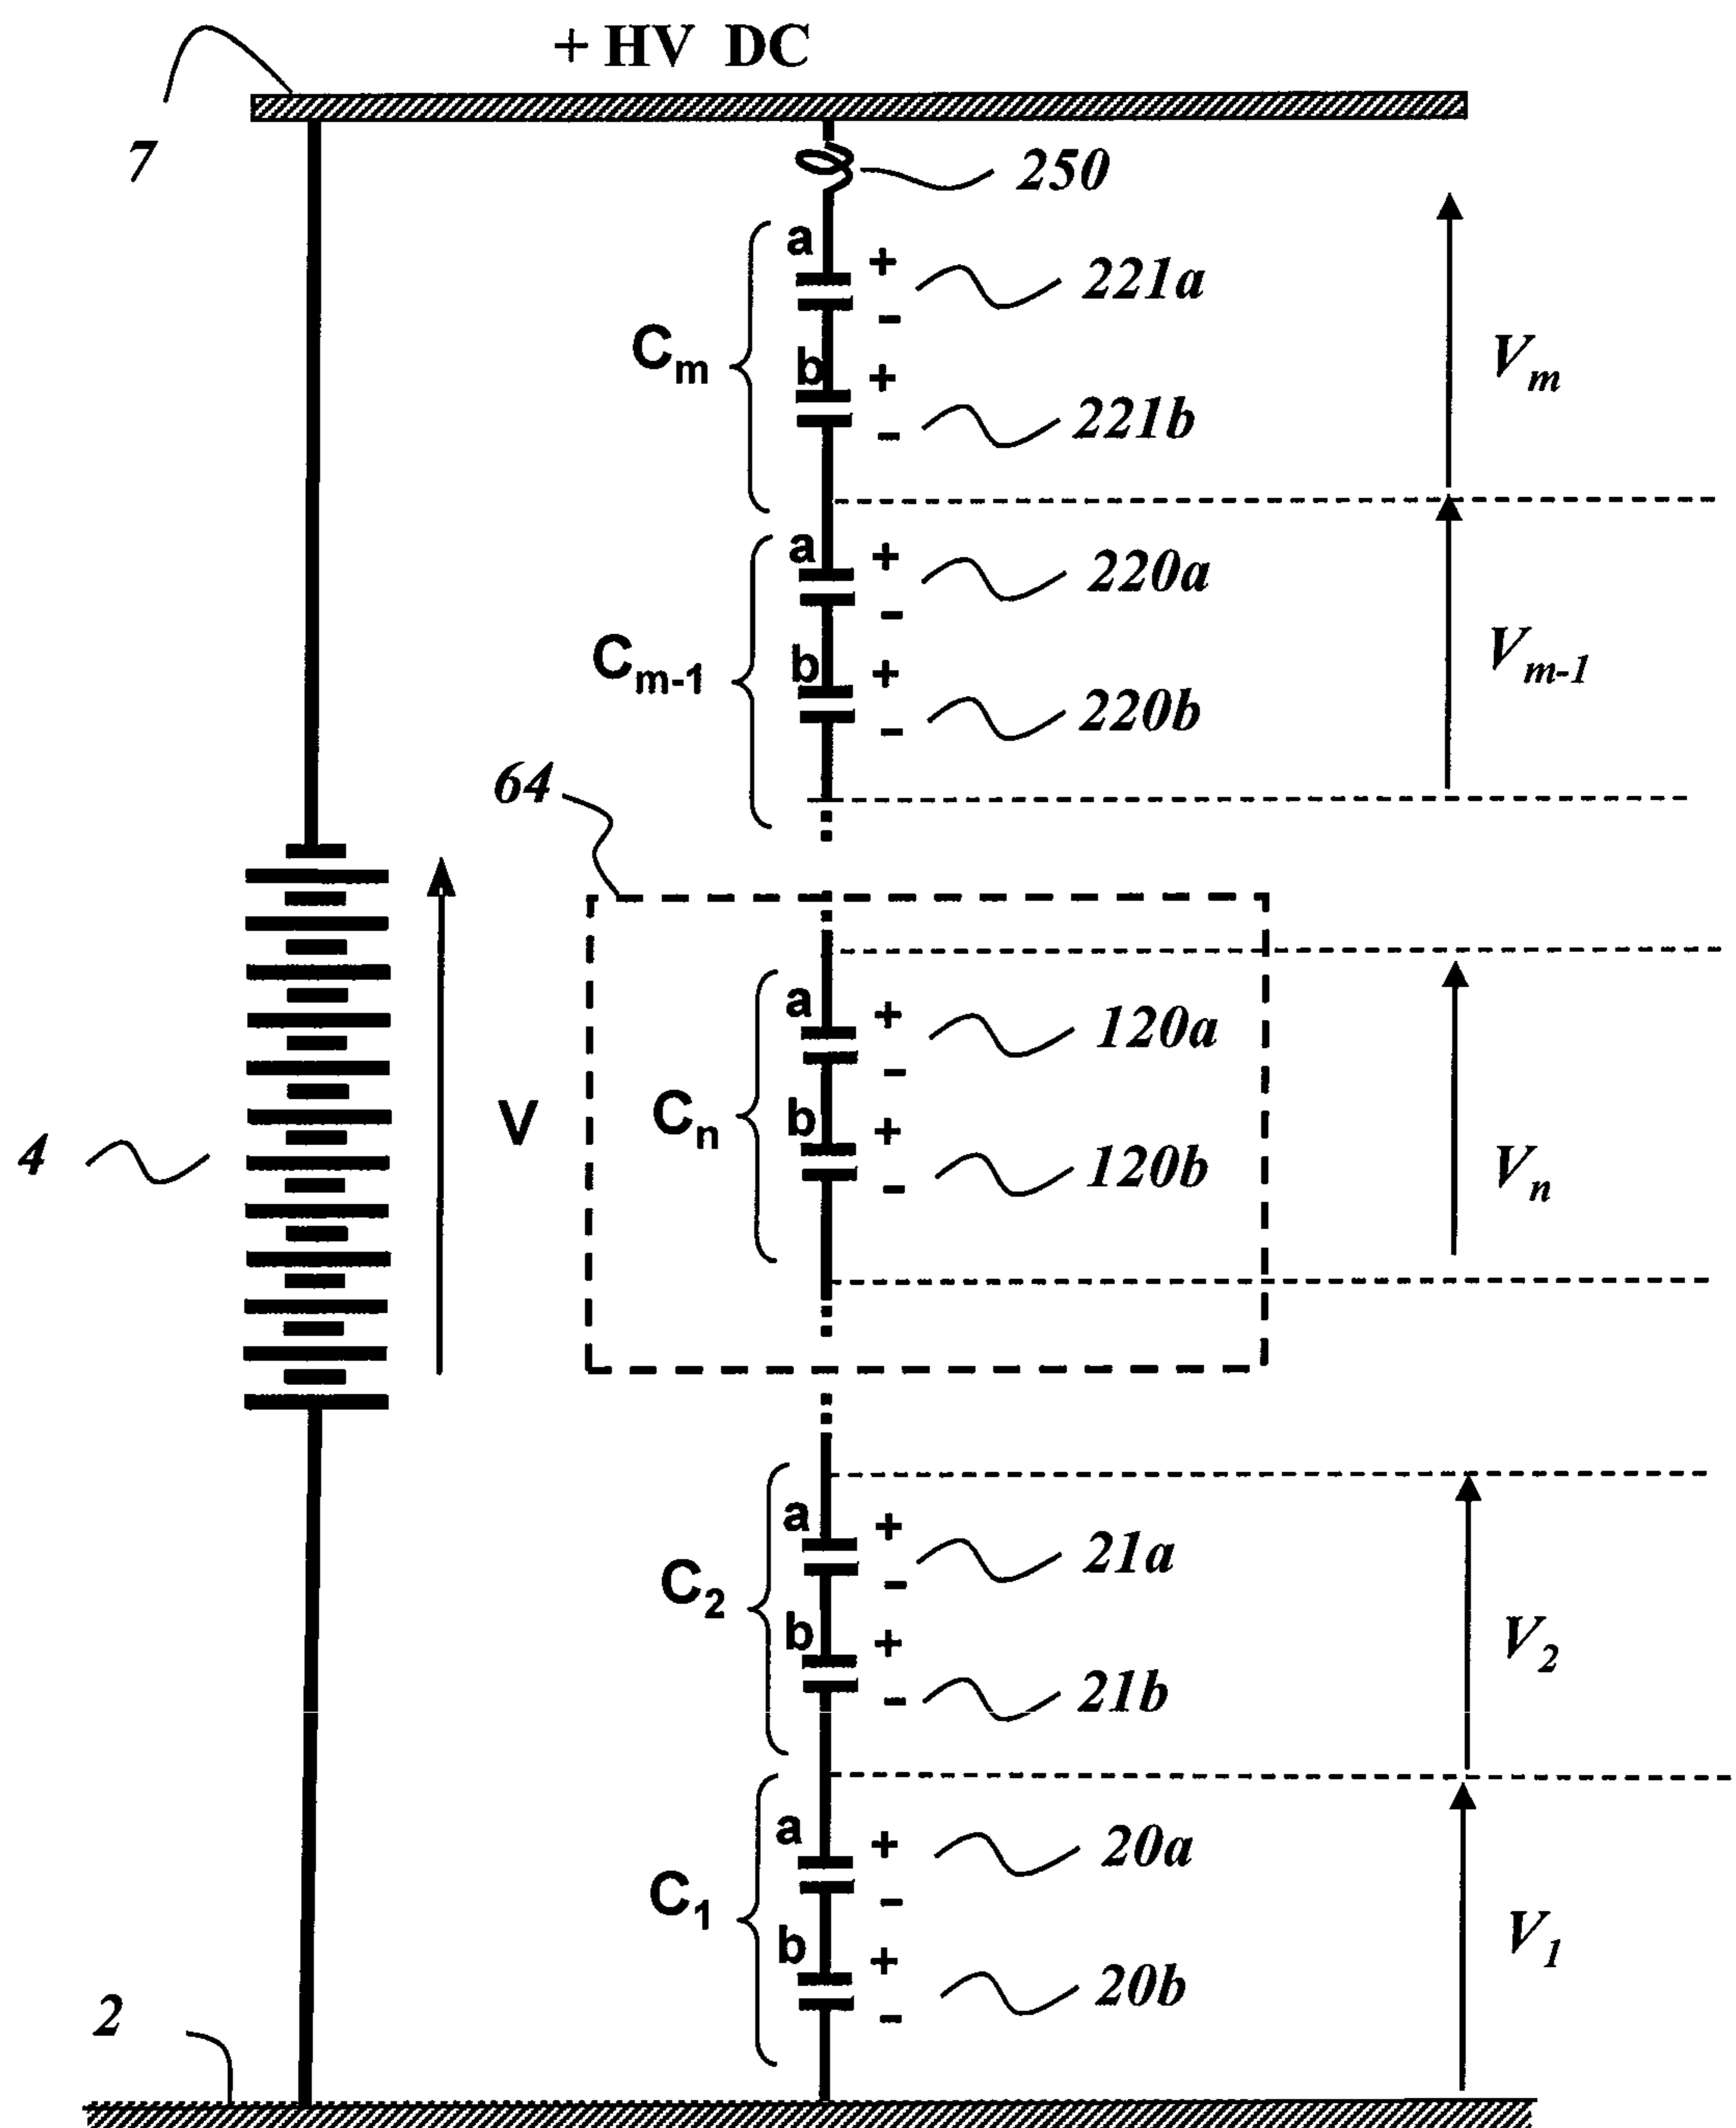 + HV DC
7
250
a
+
221a
-
Cm
Vm
b
+
221b
-
a
+
220a
-
Cm-1
Vm-1
b
+
220b
-
64
a
+
120a
-
Cn
V
4
b
+
120b
-
Vn
a
+
21a
-
C2
V2
b
+
21b
-
a
+
20a
-
C1
V1
b
+
20b
-
2